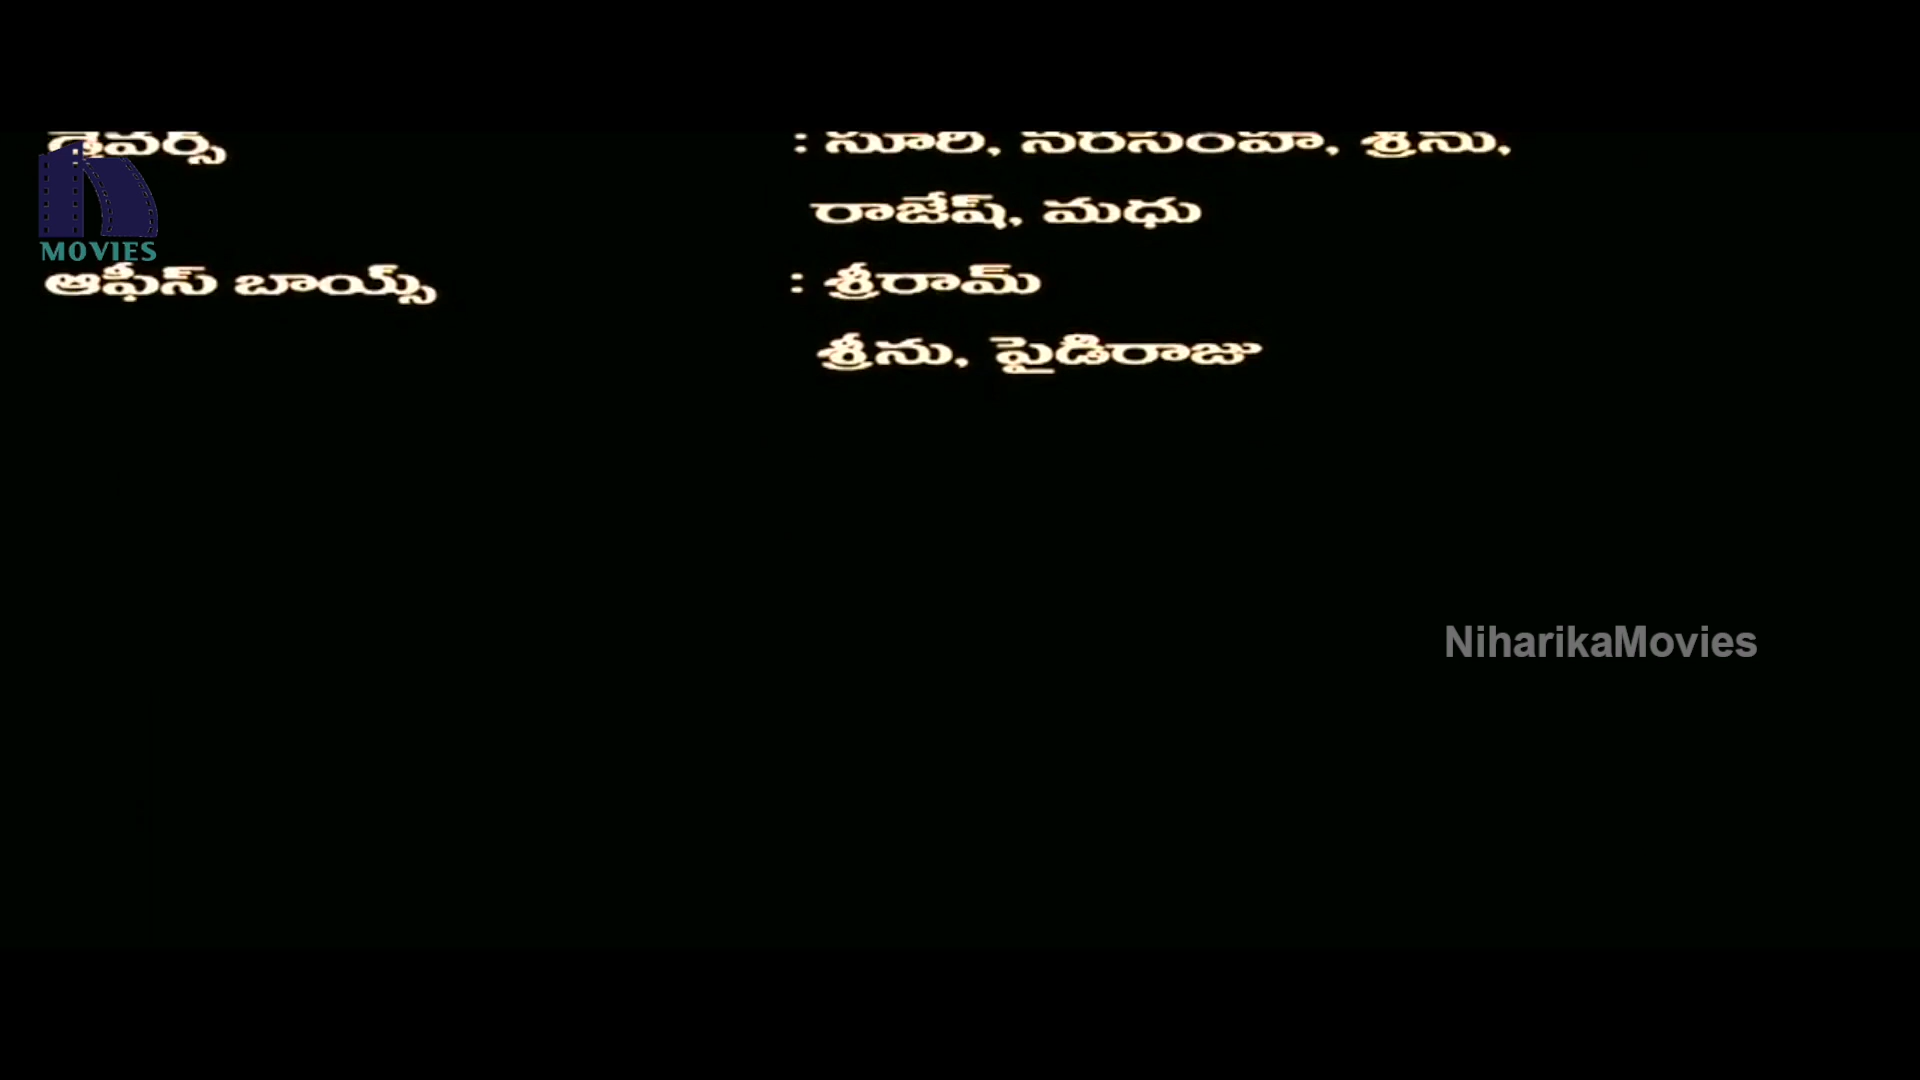 డ్రైవర్స్ : సూరి, నరసింహ, శ్రీను,
రాజేష్, మధు
MOVIES
ఆఫీస్ బాయ్స్ : శ్రీరామ్
శ్రీను, పైడిరాజు
NiharikaMovies